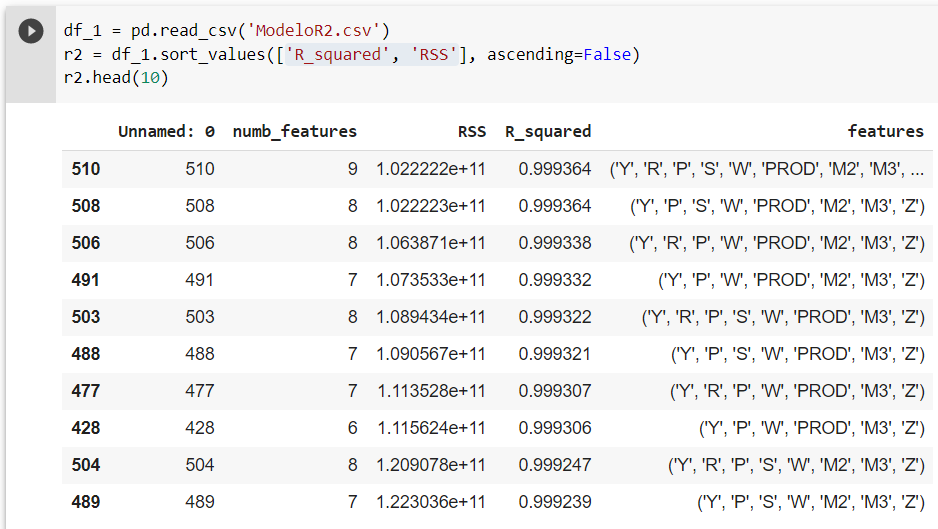 df_1 = pd.read_csv('ModeloR2.csv')
r2 = df_1.sort_values(['R_squared', 'RSS'], ascending=False)
r2.head(10)
Unnamed: 0 numb_features RSS R_squared features
510 510 9 1.022222e+11 0.999364 ('Y', 'R', 'P', 'S', 'W', 'PROD', 'M2', 'M3', ...
508 508 8 1.022223e+11 0.999364 ('Y', 'P', 'S', 'W', 'PROD', 'M2', 'M3', 'Z')
506 506 8 1.063871e+11 0.999338 ('Y', 'R', 'P', 'W', 'PROD', 'M2', 'M3', 'Z')
491 491 7 1.073533e+11 0.999332 ('Y', 'P', 'W', 'PROD', 'M2', 'M3', 'Z')
503 503 8 1.089434e+11 0.999322 ('Y', 'R', 'P', 'S', 'W', 'PROD', 'M3', 'Z')
488 488 7 1.090567e+11 0.999321 ('Y', 'P', 'S', 'W', 'PROD', 'M3', 'Z')
477 477 7 1.113528e+11 0.999307 ('Y', 'R', 'P', 'W', 'PROD', 'M3', 'Z')
428 428 6 1.115624e+11 0.999306 ('Y', 'P', 'W', 'PROD', 'M3', 'Z')
504 504 8 1.209078e+11 0.999247 ('Y', 'R', 'P', 'S', 'W', 'M2', 'M3', 'Z')
489 489 7 1.223036e+11 0.999239 ('Y', 'P', 'S', 'W', 'M2', 'M3', 'Z')